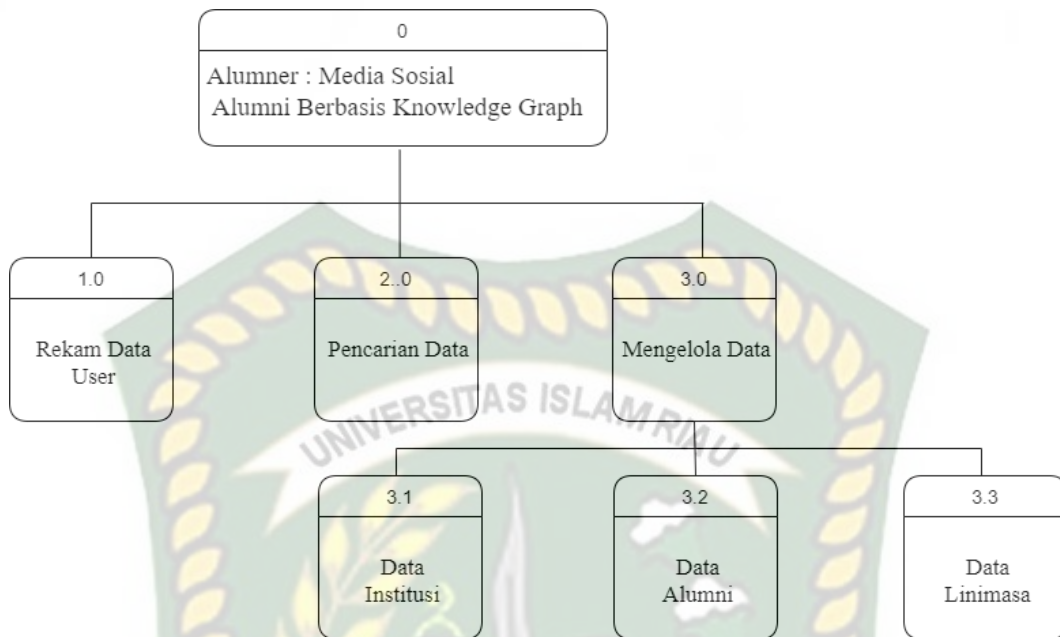 0
Alumner : Media Sosial
Alumni Berbasis Knowledge Graph
1.0
2..0
3.0
Rekam Data
User
Pencarian Data
Mengelola Data
UNIVERSITAS ISLAM RIAU
3.1
3.2
3.3
Data
Institusi
Data
Alumni
Data
Linimasa